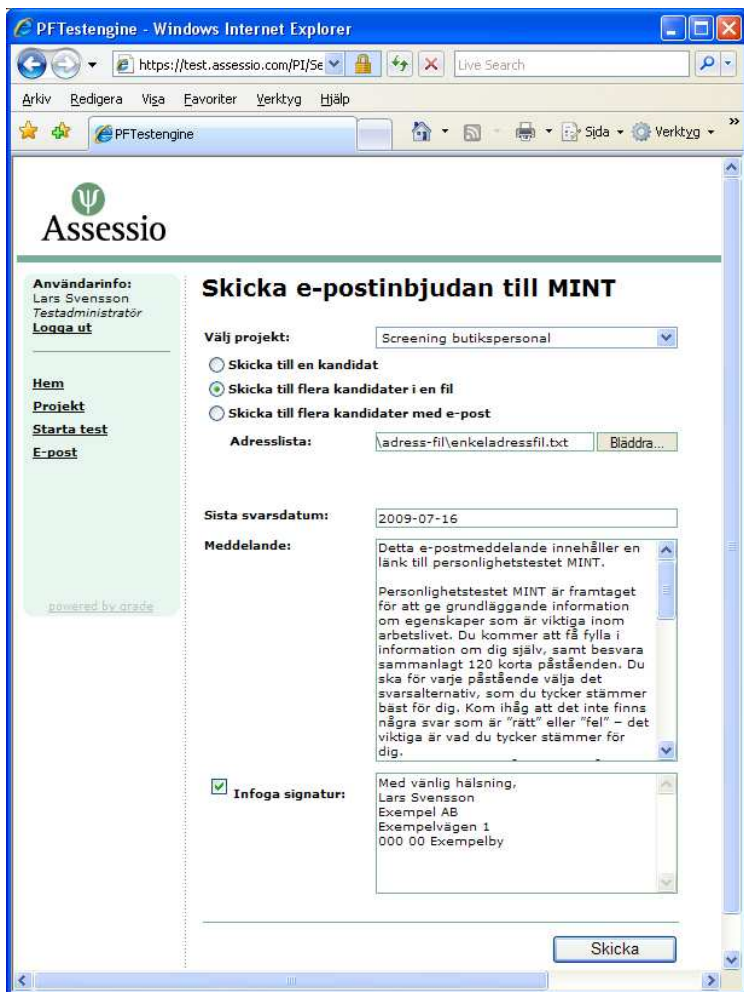 PFTestengine - Windows Internet Explorer
https://test.assessio.com/PI/Se
Live Search
Arkiv Redigera Visa Favoriter Verktyg Hjälp
PFTestengine
Sida
Verktyg
»
Ψ
Assessio
Användarinfo:
Lars Svensson
Testadministratör
Logga ut
Hem
Projekt
Starta test
E-post
powered by grade
Skicka e-postinbjudan till MINT
Välj projekt: Screening butikspersonal
Skicka till en kandidat
Skicka till flera kandidater i en fil
Skicka till flera kandidater med e-post
Adresslista: \adress-fil\enkeladressfil.txt Bläddra...
Sista svarsdatum: 2009-07-16
Meddelande: Detta e-postmeddelande innehåller en
länk till personlighetstestet MINT.
Personlighetstestet MINT är framtaget
för att ge grundläggande information
om egenskaper som är viktiga inom
arbetslivet. Du kommer att få fylla i
information om dig själv, samt besvara
sammanlagt 120 korta påståenden. Du
ska för varje påstående välja det
svarsalternativ, som du tycker stämmer
bäst för dig. Kom ihåg att det inte finns
några svar som är ”rätt” eller ”fel” – det
viktiga är vad du tycker stämmer för
dig.
Infoga signatur: Med vänlig hälsning,
Lars Svensson
Exempel AB
Exempelvägen 1
000 00 Exempelby
Skicka